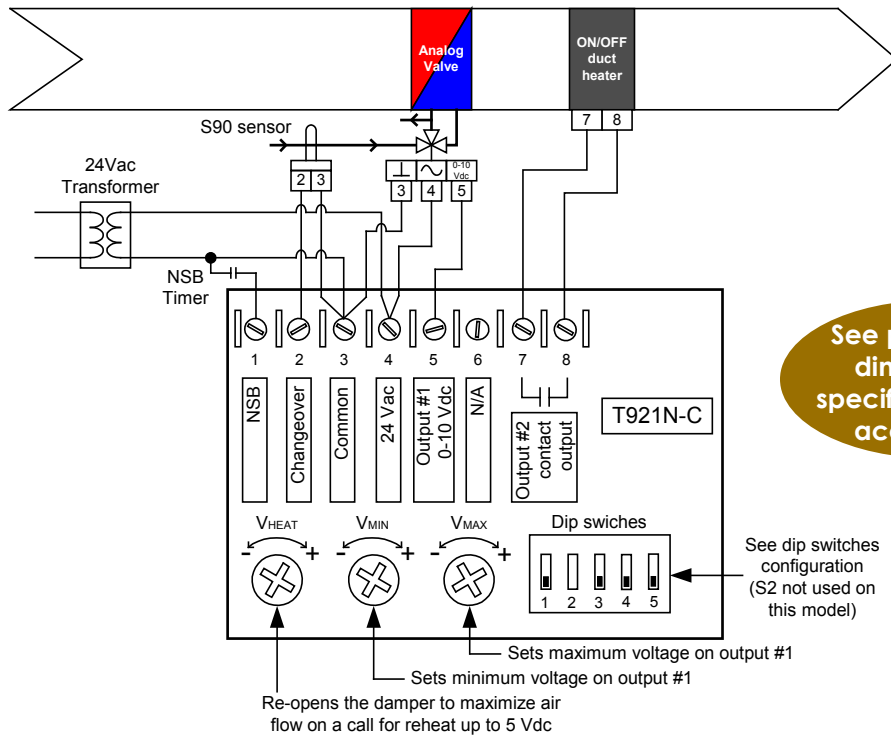 Analog
Valve
ON/OFF
duct
heater
7 8
S90 sensor
24Vac
Transformer
2 3
0-10
Vdc
3 4 5
NSB
Timer
1 2 3 4 5 6 7 8
NSB
Changeover
Common
24 Vac
Output #1
0-10 Vdc
N/A
Output #2
contact
output
T921N-C
See
specif
VHEAT
VMIN
VMAX
- + - + - +
Dip swiches
1 2 3 4 5
See dip switches
configuration
(S2 not used on
this model)
Sets maximum voltage on output #1
Sets minimum voltage on output #1
Re-opens the damper to maximize air
flow on a call for reheat up to 5 Vdc